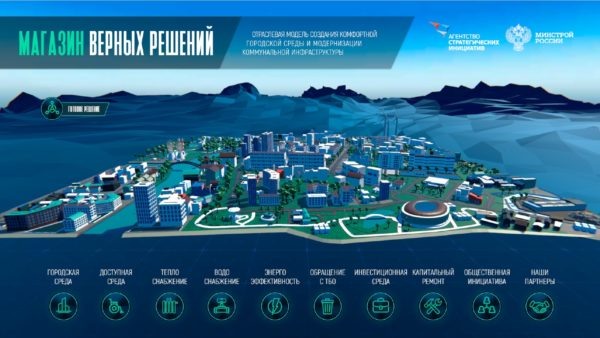 МАГАЗИН ВЕРНЫХ РЕШЕНИЙ
ОТРАСЛЕВАЯ МОДЕЛЬ СОЗДАНИЯ КОМФОРТНОЙ
ГОРОДСКОЙ СРЕДЫ И МОДЕРНИЗАЦИИ
КОММУНАЛЬНОЙ ИНФРАСТРУКТУРЫ
АГЕНТСТВО
СТРАТЕГИЧЕСКИХ
ИНИЦИАТИВ
МИНСТРОЙ
РОССИИ
ГОТОВОЕ РЕШЕНИЕ
ГОРОДСКАЯ
СРЕДА
ДОСТУПНАЯ
СРЕДА
ТЕПЛО
СНАБЖЕНИЕ
ВОДО
СНАБЖЕНИЕ
ЭНЕРГО
ЭФФЕКТИВНОСТЬ
ОБРАЩЕНИЕ
С ТБО
ИНВЕСТИЦИОННАЯ
СРЕДА
КАПИТАЛЬНЫЙ
РЕМОНТ
ОБЩЕСТВЕННАЯ
ИНИЦИАТИВА
НАШИ
ПАРТНЕРЫ